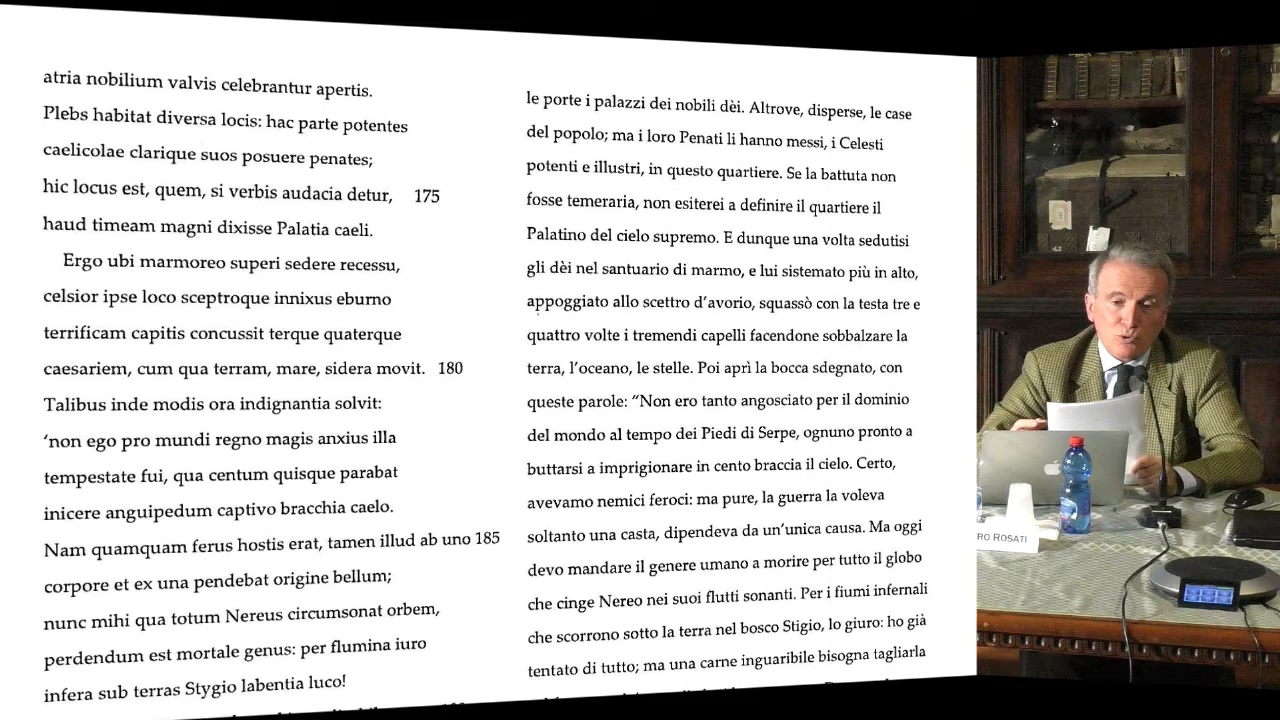 atria nobilium valvis celebrantur apertis.
Plebs habitat diversa locis: hac parte potentes
caelicolae clarique suos posuere penates;
hic locus est, quem, si verbis audacia detur, 175
haud timeam magni dixisse Palatia caeli.
Ergo ubi marmoreo superi sedere recessu,
celsior ipse loco sceptroque innixus eburno
terrificam capitis concussit terque quaterque
caesariem, cum qua terram, mare, sidera movit. 180
Talibus inde modis ora indignantia solvit:
‘non ego pro mundi regno magis anxius illa
tempestate fui, qua centum quisque parabat
inicere anguipedum captivo bracchia caelo.
Nam quamquam ferus hostis erat, tamen illud ab uno 185
corpore et ex una pendebat origine bellum;
nunc mihi qua totum Nereus circumsonat orbem,
perdendum est mortale genus: per flumina iuro
infera sub terras Stygio labentia luco!
le porte i palazzi dei nobili dèi. Altrove, disperse, le case
del popolo; ma i loro Penati li hanno messi, i Celesti
potenti e illustri, in questo quartiere. Se la battuta non
fosse temeraria, non esiterei a definire il quartiere il
Palatino del cielo supremo. E dunque una volta sedutisi
gli dèi nel santuario di marmo, e lui sistemato più in alto,
appoggiato allo scettro d’avorio, squassò con la testa tre e
quattro volte i tremendi capelli facendone sobbalzare la
terra, l’oceano, le stelle. Poi aprì la bocca sdegnato, con
queste parole: “Non ero tanto angosciato per il dominio
del mondo al tempo dei Piedi di Serpe, ognuno pronto a
buttarsi a imprigionare in cento braccia il cielo. Certo,
avevamo nemici feroci: ma pure, la guerra la voleva
soltanto una casta, dipendeva da un’unica causa. Ma oggi
devo mandare il genere umano a morire per tutto il globo
che cinge Nereo nei suoi flutti sonanti. Per i fiumi infernali
che scorrono sotto la terra nel bosco Stigio, lo giuro: ho già
tentato di tutto; ma una carne inguaribile bisogna tagliarla
RO ROSATI